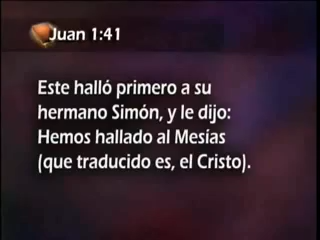 Juan 1:41
Este halló primero a su
hermano Simón, y le dijo:
Hemos hallado al Mesías
(que traducido es, el Cristo).